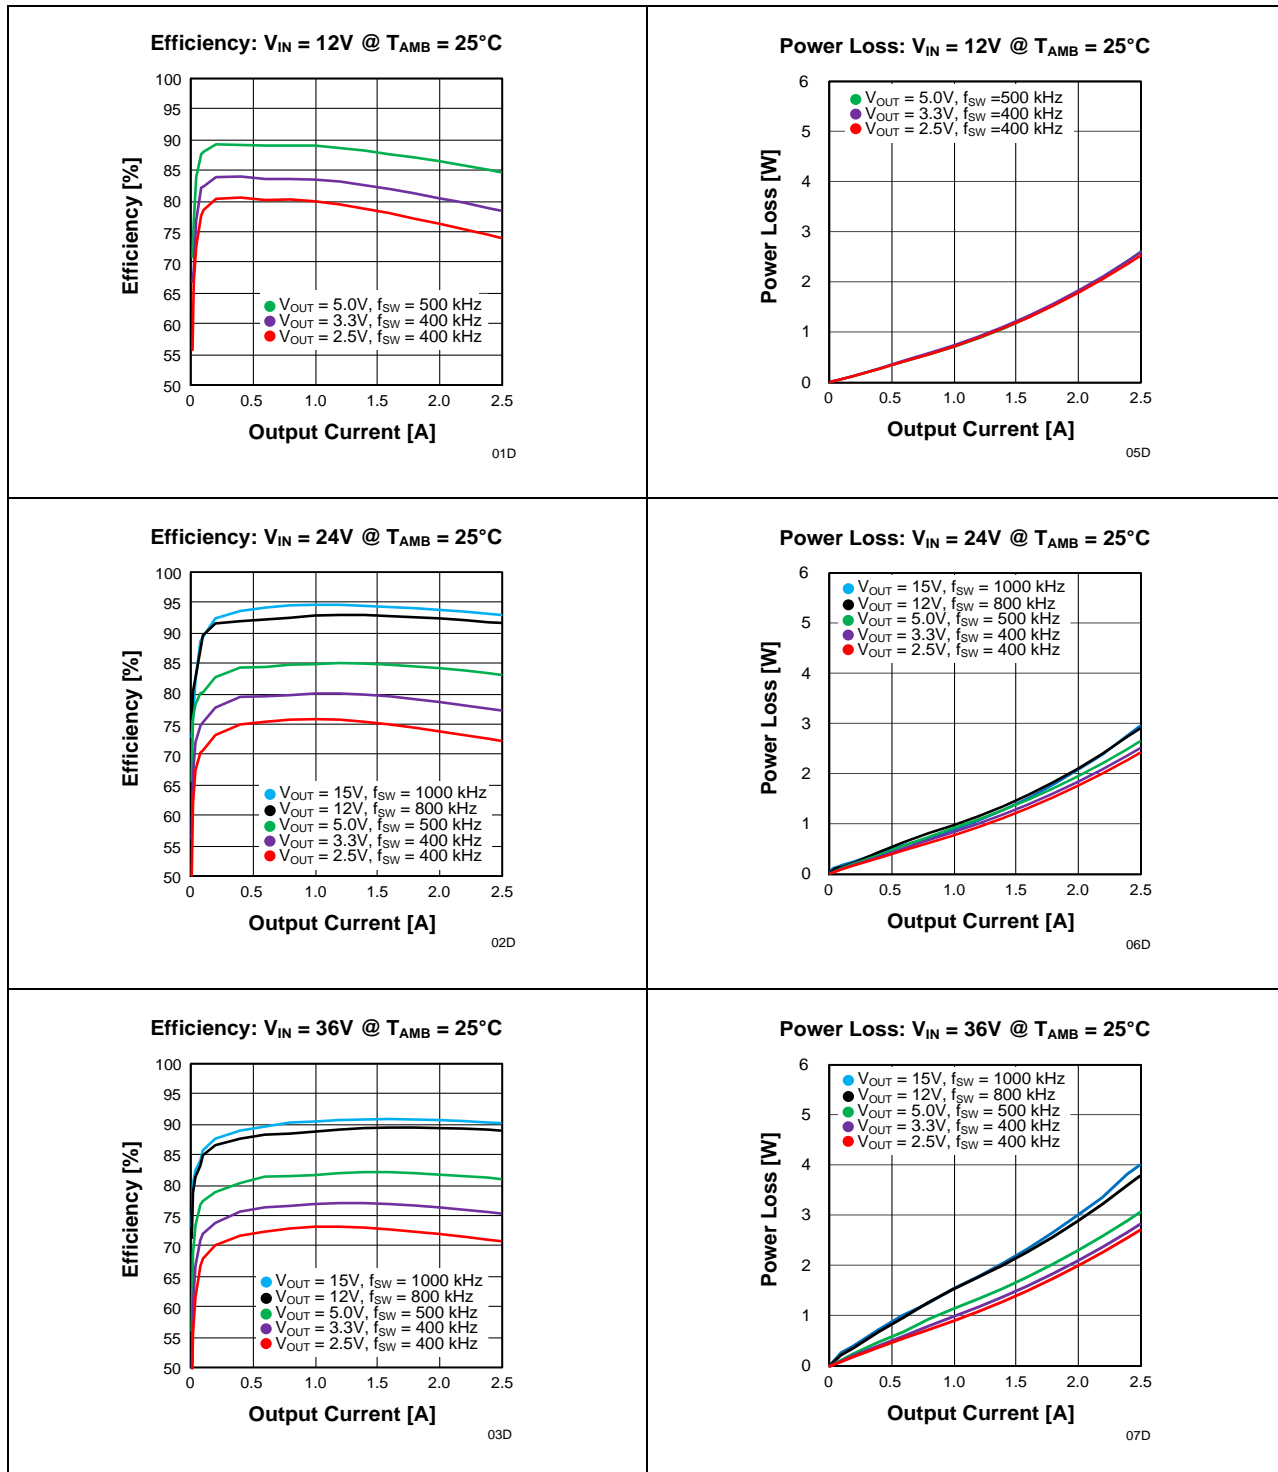 Efficiency: VIN = 12V @ TAMB = 25°C
100
95
90
85
80
75
70
65
60
55
50
Efficiency [%]
VOUT = 5.0V, fSW = 500 kHz
VOUT = 3.3V, fSW = 400 kHz
VOUT = 2.5V, fSW = 400 kHz
0 0.5 1.0 1.5 2.0 2.5
Output Current [A]
01D
Power Loss: VIN = 12V @ TAMB = 25°C
6
5
4
3
2
1
0
Power Loss [W]
VOUT = 5.0V, fSW =500 kHz
VOUT = 3.3V, fSW =400 kHz
VOUT = 2.5V, fSW =400 kHz
0 0.5 1.0 1.5 2.0 2.5
Output Current [A]
05D
Efficiency: VIN = 24V @ TAMB = 25°C
100
95
90
85
80
75
70
65
60
55
50
Efficiency [%]
VOUT = 15V, fSW = 1000 kHz
VOUT = 12V, fSW = 800 kHz
VOUT = 5.0V, fSW = 500 kHz
VOUT = 3.3V, fSW = 400 kHz
VOUT = 2.5V, fSW = 400 kHz
0 0.5 1.0 1.5 2.0 2.5
Output Current [A]
02D
Power Loss: VIN = 24V @ TAMB = 25°C
6
5
4
3
2
1
0
Power Loss [W]
VOUT = 15V, fSW = 1000 kHz
VOUT = 12V, fSW = 800 kHz
VOUT = 5.0V, fSW = 500 kHz
VOUT = 3.3V, fSW = 400 kHz
VOUT = 2.5V, fSW = 400 kHz
0 0.5 1.0 1.5 2.0 2.5
Output Current [A]
06D
Efficiency: VIN = 36V @ TAMB = 25°C
100
95
90
85
80
75
70
65
60
55
50
Efficiency [%]
VOUT = 15V, fSW = 1000 kHz
VOUT = 12V, fSW = 800 kHz
VOUT = 5.0V, fSW = 500 kHz
VOUT = 3.3V, fSW = 400 kHz
VOUT = 2.5V, fSW = 400 kHz
0 0.5 1.0 1.5 2.0 2.5
Output Current [A]
03D
Power Loss: VIN = 36V @ TAMB = 25°C
6
5
4
3
2
1
0
Power Loss [W]
VOUT = 15V, fSW = 1000 kHz
VOUT = 12V, fSW = 800 kHz
VOUT = 5.0V, fSW = 500 kHz
VOUT = 3.3V, fSW = 400 kHz
VOUT = 2.5V, fSW = 400 kHz
0 0.5 1.0 1.5 2.0 2.5
Output Current [A]
07D